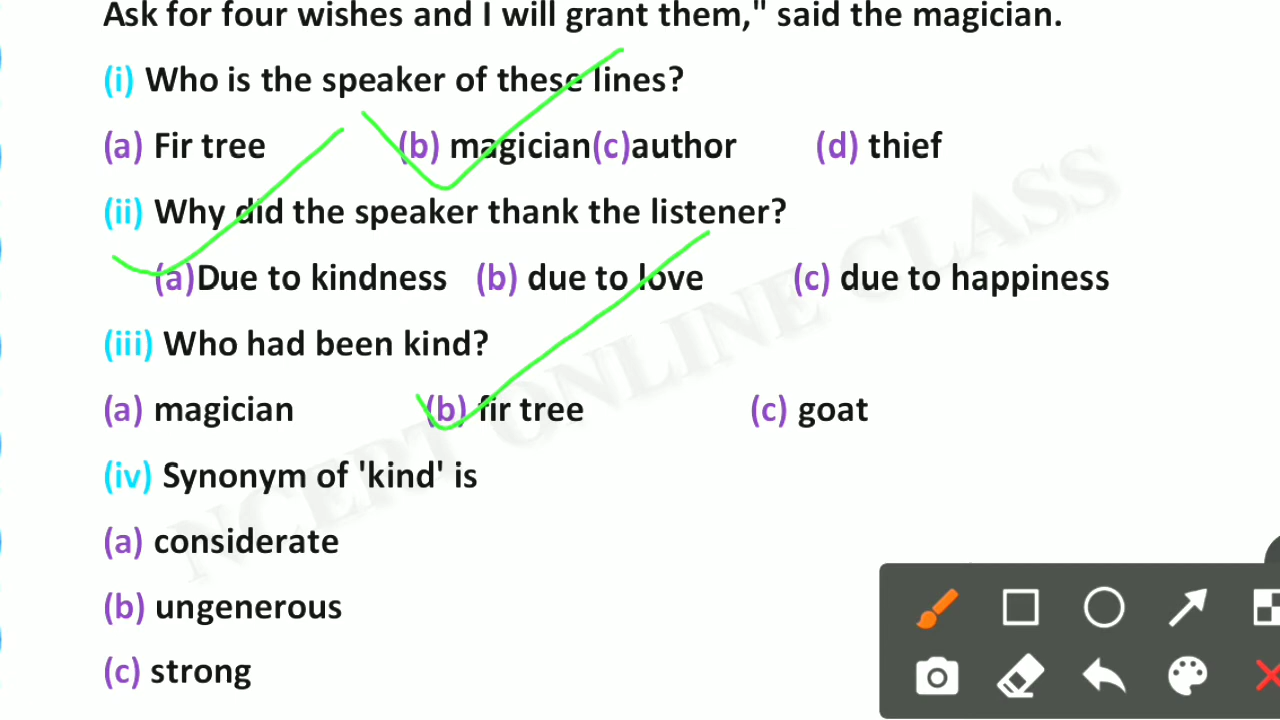 Ask for four wishes and I will grant them," said the magician.
(i) Who is the speaker of these lines?
(a) Fir tree (b) magician(c)author (d) thief
(ii) Why did the speaker thank the listener?
(a)Due to kindness (b) due to love (c) due to happiness
(iii) Who had been kind?
(a) magician (b) fir tree (c) goat
(iv) Synonym of 'kind' is
(a) considerate
(b) ungenerous
(c) strong
NCERT ONLINE CLASS